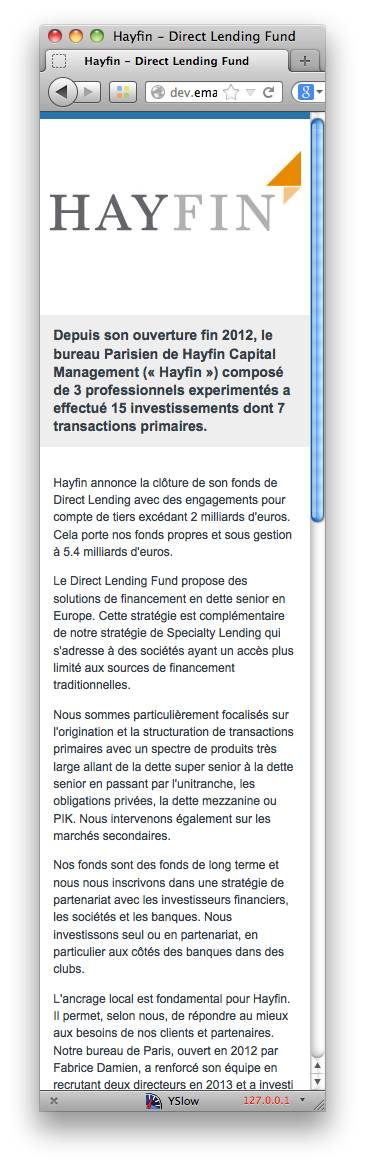 Hayfin – Direct Lending Fund
Hayfin – Direct Lending Fund
dev.ema
HAYFIN
Depuis son ouverture fin 2012, le
bureau Parisien de Hayfin Capital
Management (« Hayfin ») composé
de 3 professionnels experimentés a
effectué 15 investissements dont 7
transactions primaires.
Hayfin annonce la clôture de son fonds de
Direct Lending avec des engagements pour
compte de tiers excédant 2 milliards d'euros.
Cela porte nos fonds propres et sous gestion
à 5.4 milliards d'euros.
Le Direct Lending Fund propose des
solutions de financement en dette senior en
Europe. Cette stratégie est complémentaire
de notre stratégie de Specialty Lending qui
s'adresse à des sociétés ayant un accès plus
limité aux sources de financement
traditionnelles.
Nous sommes particulièrement focalisés sur
l'origination et la structuration de transactions
primaires avec un spectre de produits très
large allant de la dette super senior à la dette
senior en passant par l'unitranche, les
obligations privées, la dette mezzanine ou
PIK. Nous intervenons également sur les
marchés secondaires.
Nos fonds sont des fonds de long terme et
nous nous inscrivons dans une stratégie de
partenariat avec les investisseurs financiers,
les sociétés et les banques. Nous
investissons seul ou en partenariat, en
particulier aux côtés des banques dans des
clubs.
L'ancrage local est fondamental pour Hayfin.
Il permet, selon nous, de répondre au mieux
aux besoins de nos clients et partenaires.
Notre bureau de Paris, ouvert en 2012 par
Fabrice Damien, a renforcé son équipe en
recrutant deux directeurs en 2013 et a investi
YSlow
127.0.0.1